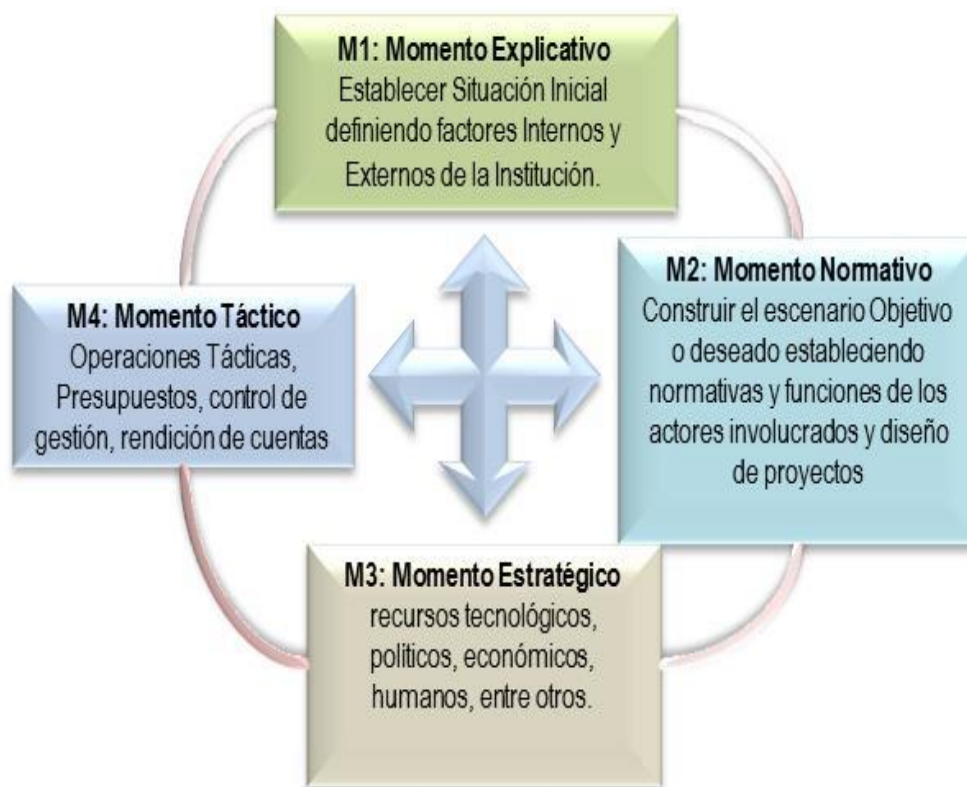 M1: Momento Explicativo
Establecer Situación Inicial
definiendo factores Internos y
Externos de la Institución.
M2: Momento Normativo
Construir el escenario Objetivo
o deseado estableciendo
normativas y funciones de los
actores involucrados y diseño
de proyectos
M3: Momento Estratégico
recursos tecnológicos,
políticos, económicos,
humanos, entre otros.
M4: Momento Táctico
Operaciones Tácticas,
Presupuestos, control de
gestión, rendición de cuentas